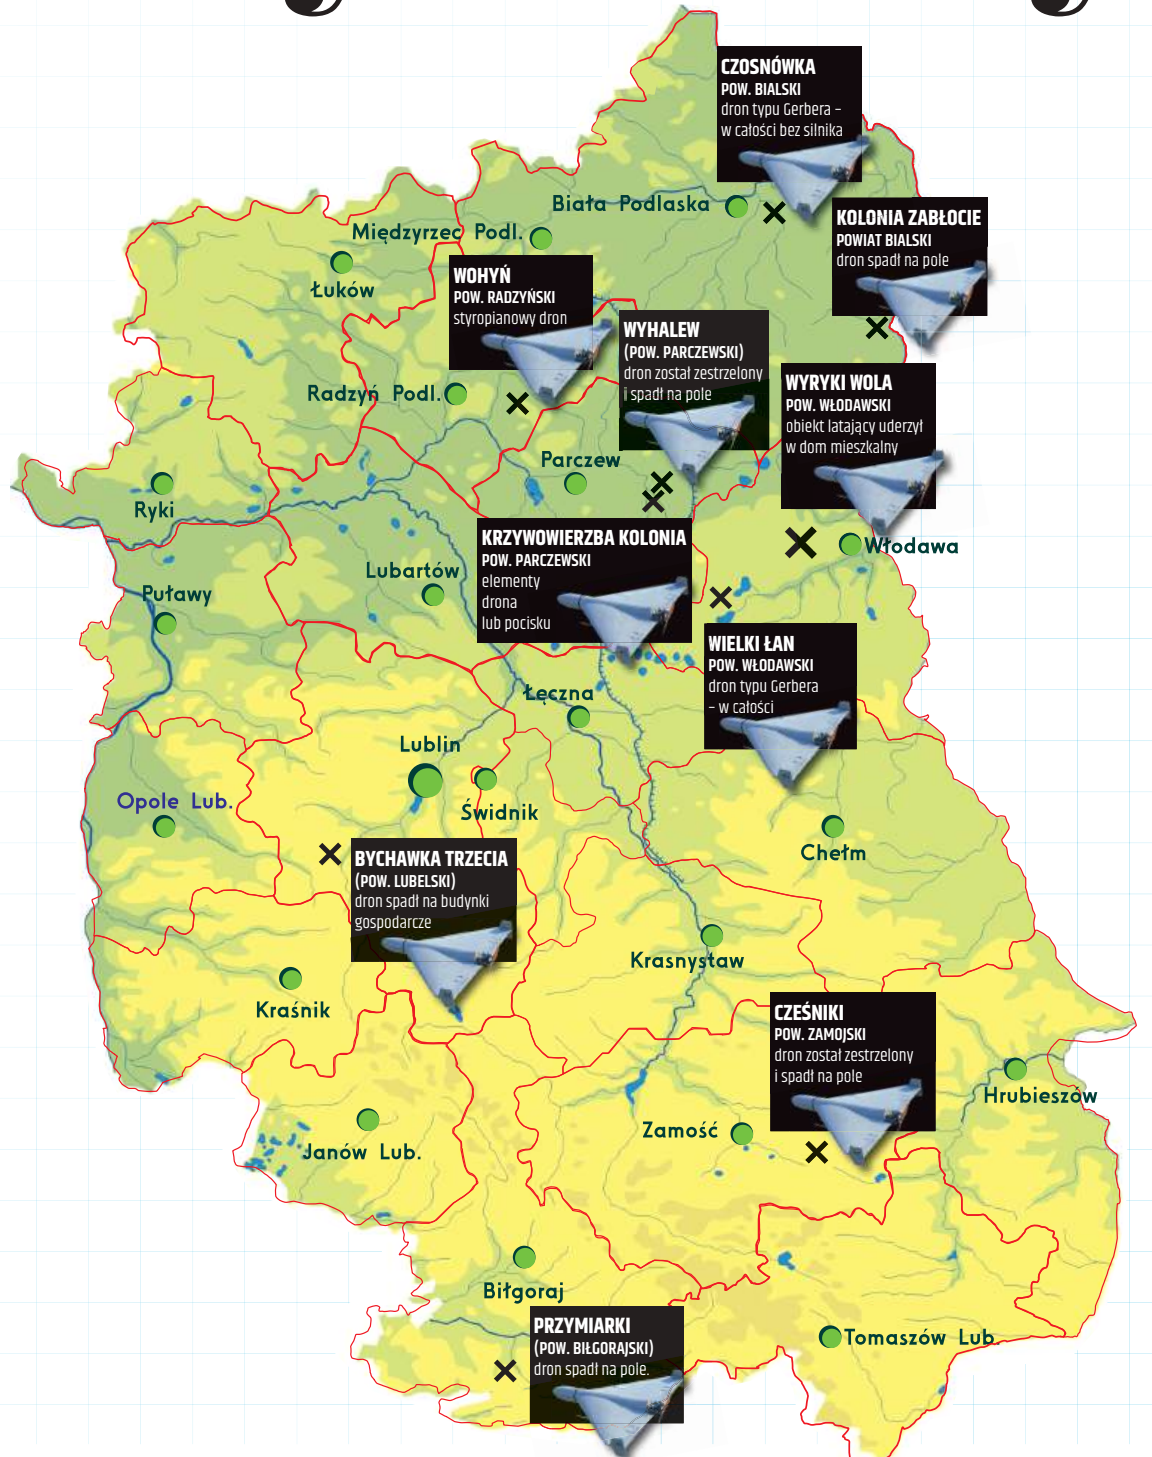 CZOSNÓWKA
POW. BIALSKI
dron typu Gerbera –
w całości bez silnika
Biała Podlaska
KOLONIA ZABŁOCIE
POWIAT BIALSKI
dron spadł na pole
Międzyrzec Podl.
Łuków
WOHYŃ
POW. RADZYŃSKI
styropianowy dron
WYHALEW
(POW. PARCZEWSKI)
dron został zestrzelony
i spadł na pole
WYRYKI WOLA
POW. WŁODAWSKI
obiekt latający uderzył
w dom mieszkalny
Radzyń Podl.
Parczew
Ryki
KRZYWOWIERZBA KOLONIA
POW. PARCZEWSKI
elementy
drona
lub pocisku
Włodawa
Lubartów
Puławy
WIELKI ŁAN
POW. WŁODAWSKI
dron typu Gerbera
– w całości
Łęczna
Lublin
Świdnik
Opole Lub.
Chełm
BYCHAWKA TRZECIA
(POW. LUBELSKI)
dron spadł na budynki
gospodarcze
Krasnystaw
Kraśnik
CZEŚNIKI
POW. ZAMOJSKI
dron został zestrzelony
i spadł na pole
Hrubieszów
Zamość
Janów Lub.
Biłgoraj
PRZYMIARKI
(POW. BIŁGORAJSKI)
dron spadł na pole.
Tomaszów Lub.